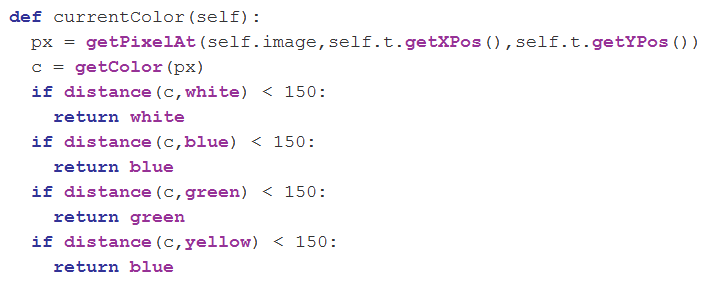 def currentColor(self):
  px = getPixelAt(self.image,self.t.getXPos(),self.t.getYPos())
  c = getColor(px)
  if distance(c,white) < 150:
    return white
  if distance(c,blue) < 150:
    return blue
  if distance(c,green) < 150:
    return green
  if distance(c,yellow) < 150:
    return blue